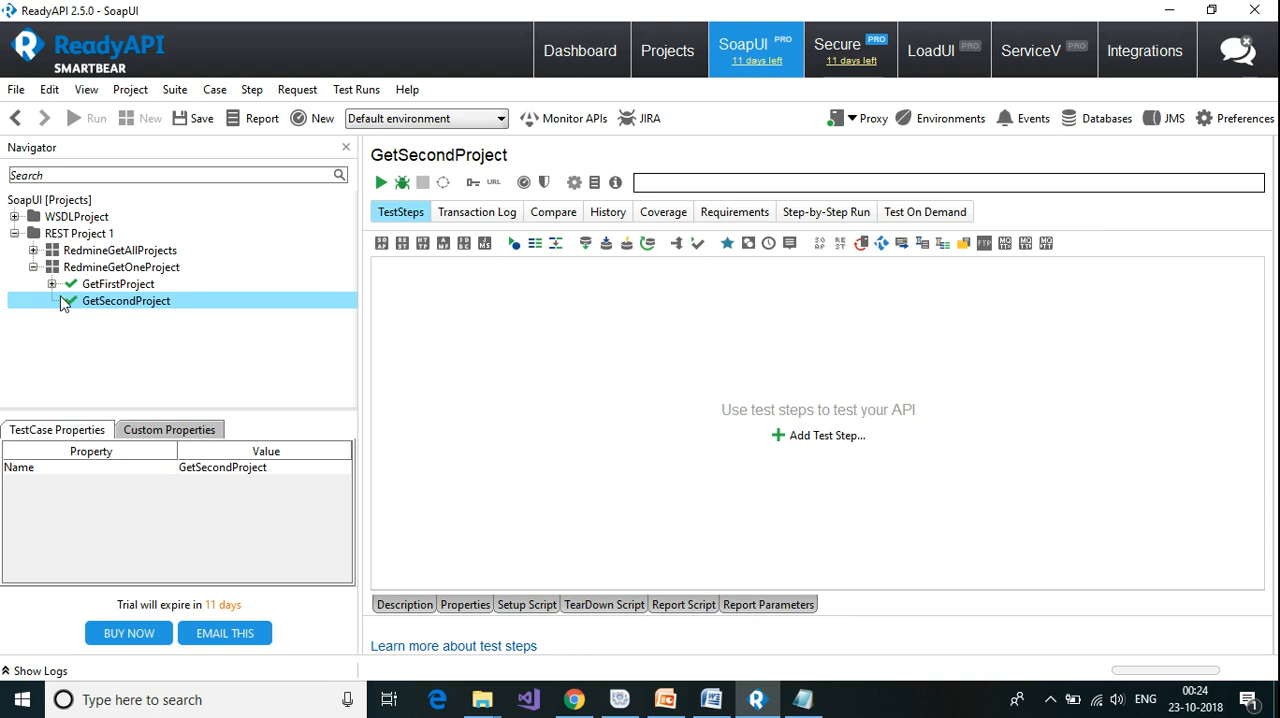 ReadyAPI 2.5.0 - SoapUI
ReadyAPI
SMARTBEAR
Dashboard
Projects
SoapUI PRO
11 days left
Secure PRO
11 days left
LoadUI PRO
ServiceV PRO
Integrations
File Edit View Project Suite Case Step Request Test Runs Help
Run New Save Report New Default environment Monitor APIs JIRA Proxy Environments Events Databases JMS Preferences
Navigator
Search
SoapUI [Projects]
WSDLProject
REST Project 1
RedmineGetAllProjects
RedmineGetOneProject
GetFirstProject
GetSecondProject
TestCase Properties Custom Properties
Property Value
Name GetSecondProject
Trial will expire in 11 days
BUY NOW EMAIL THIS
Show Logs
GetSecondProject
URL
TestSteps Transaction Log Compare History Coverage Requirements Step-by-Step Run Test On Demand
Use test steps to test your API
Add Test Step...
Description Properties Setup Script TearDown Script Report Script Report Parameters
Learn more about test steps
Type here to search
ENG
00:24
23-10-2018